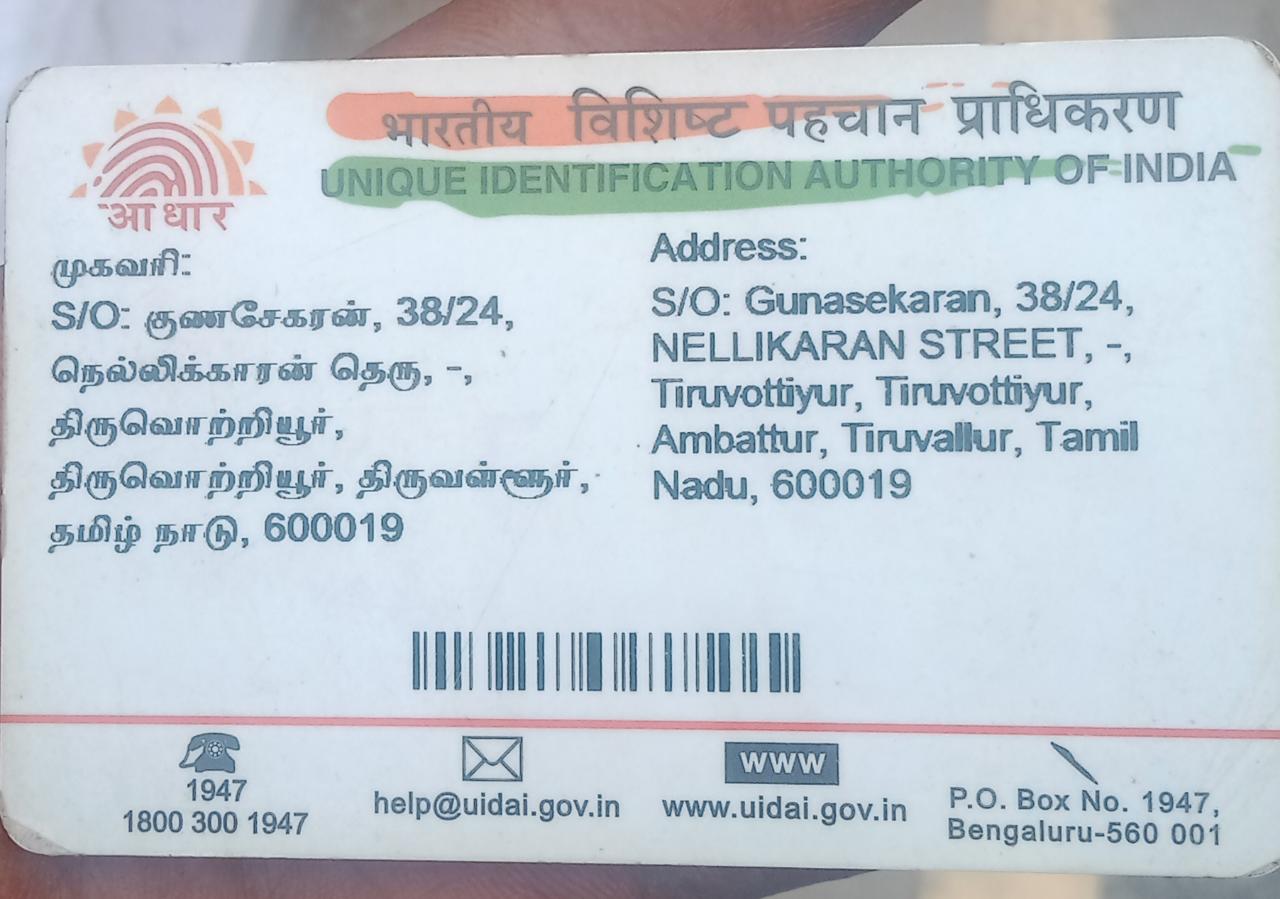 भारतीय विशिष्ट पहचान प्राधिकरण
UNIQUE IDENTIFICATION AUTHORITY OF INDIA
आधार
முகவரி:
S/O: குணசேகரன், 38/24,
நெல்லிக்காரன் தெரு, -,
திருவொற்றியூர்,
திருவொற்றியூர், திருவள்ளூர்,
தமிழ் நாடு, 600019
Address:
S/O: Gunasekaran, 38/24,
NELLIKARAN STREET, -,
Tiruvottiyur, Tiruvottiyur,
Ambattur, Tiruvallur, Tamil
Nadu, 600019
1947
1800 300 1947
help@uidai.gov.in
www
www.uidai.gov.in
P.O. Box No. 1947,
Bengaluru-560 001